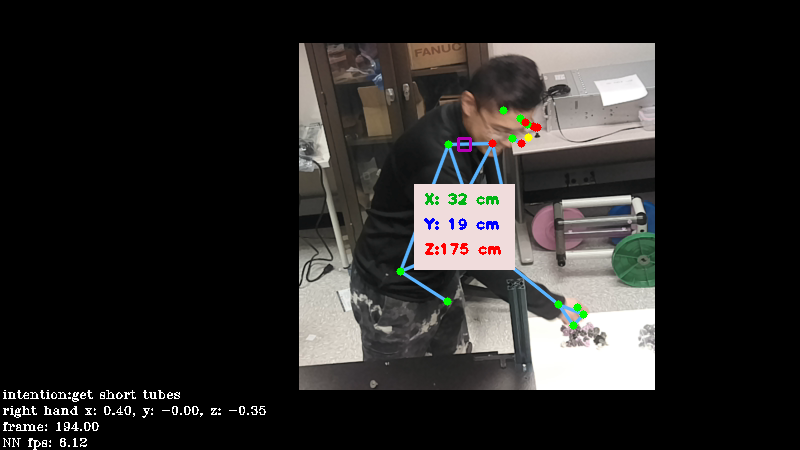 FANUC
X: 32 cm
Y: 19 cm
Z:175 cm
intention:get short tubes
right hand x: 0.40, y: -0.00, z: -0.35
frame: 194.00
NN fps: 6.12